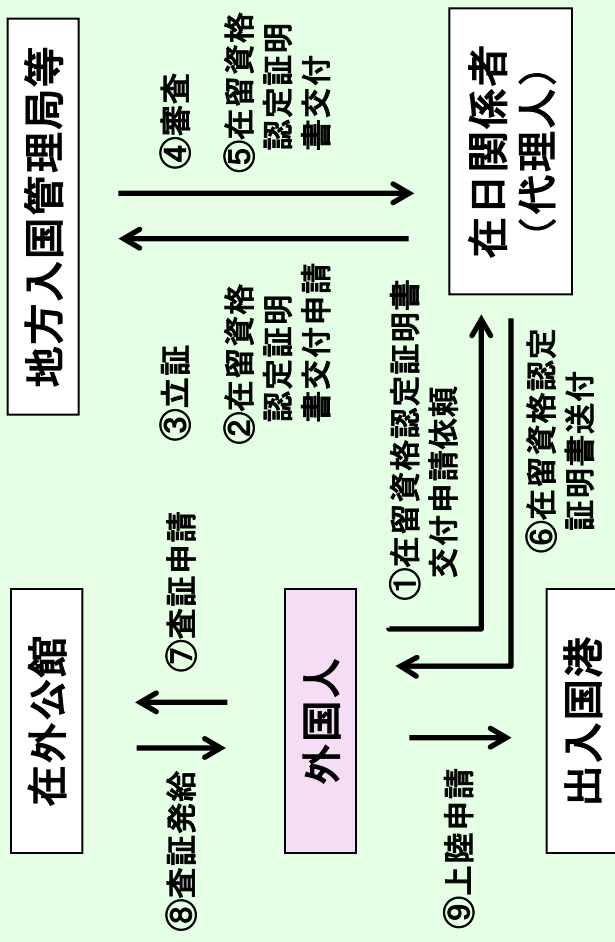 在外公館
地方入国管理局等
⑧査証発給
⑦査証申請
③立証
④審査
②在留資格
認定証明
書交付申請
⑤在留資格
認定証明
書交付
外国人
①在留資格認定証明書
交付申請依頼
在日関係者
（代理人）
⑨上陸申請
⑥在留資格認定
証明書送付
出入国港